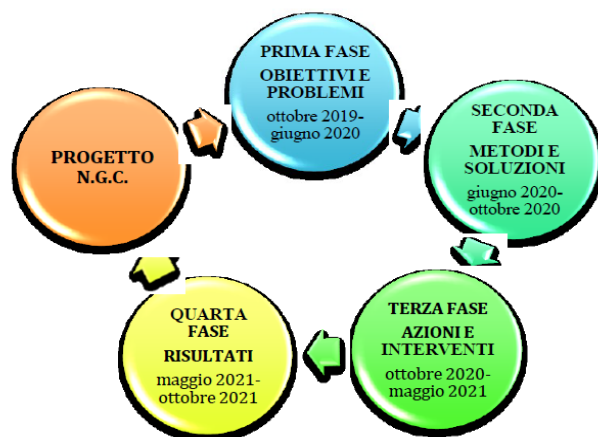 PROGETTO
N.G.C.
PRIMA FASE
OBIETTIVI E
PROBLEMI
ottobre 2019-
giugno 2020
SECONDA
FASE
METODI E
SOLUZIONI
giugno 2020-
ottobre 2020
TERZA FASE
AZIONI E
INTERVENTI
ottobre 2020-
maggio 2021
QUARTA
FASE
RISULTATI
maggio 2021-
ottobre 2021